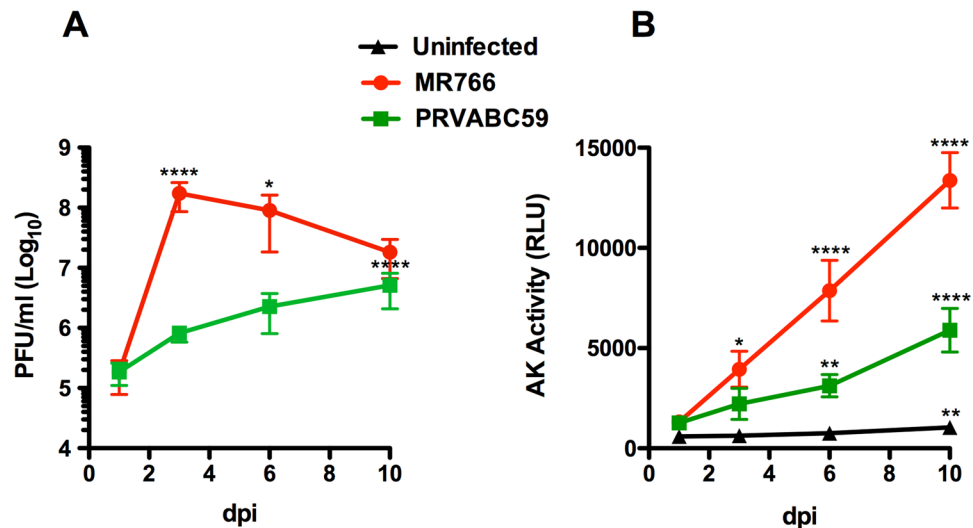 A
B
Uninfected
MR766
PRVABC59
PFU/ml (Log10)
9
8
7
6
5
4
****
*
****
0 2 4 6 8 10
dpi
AK Activity (RLU)
15000
10000
5000
0
****
****
****
*
**
**
0 2 4 6 8 10
dpi